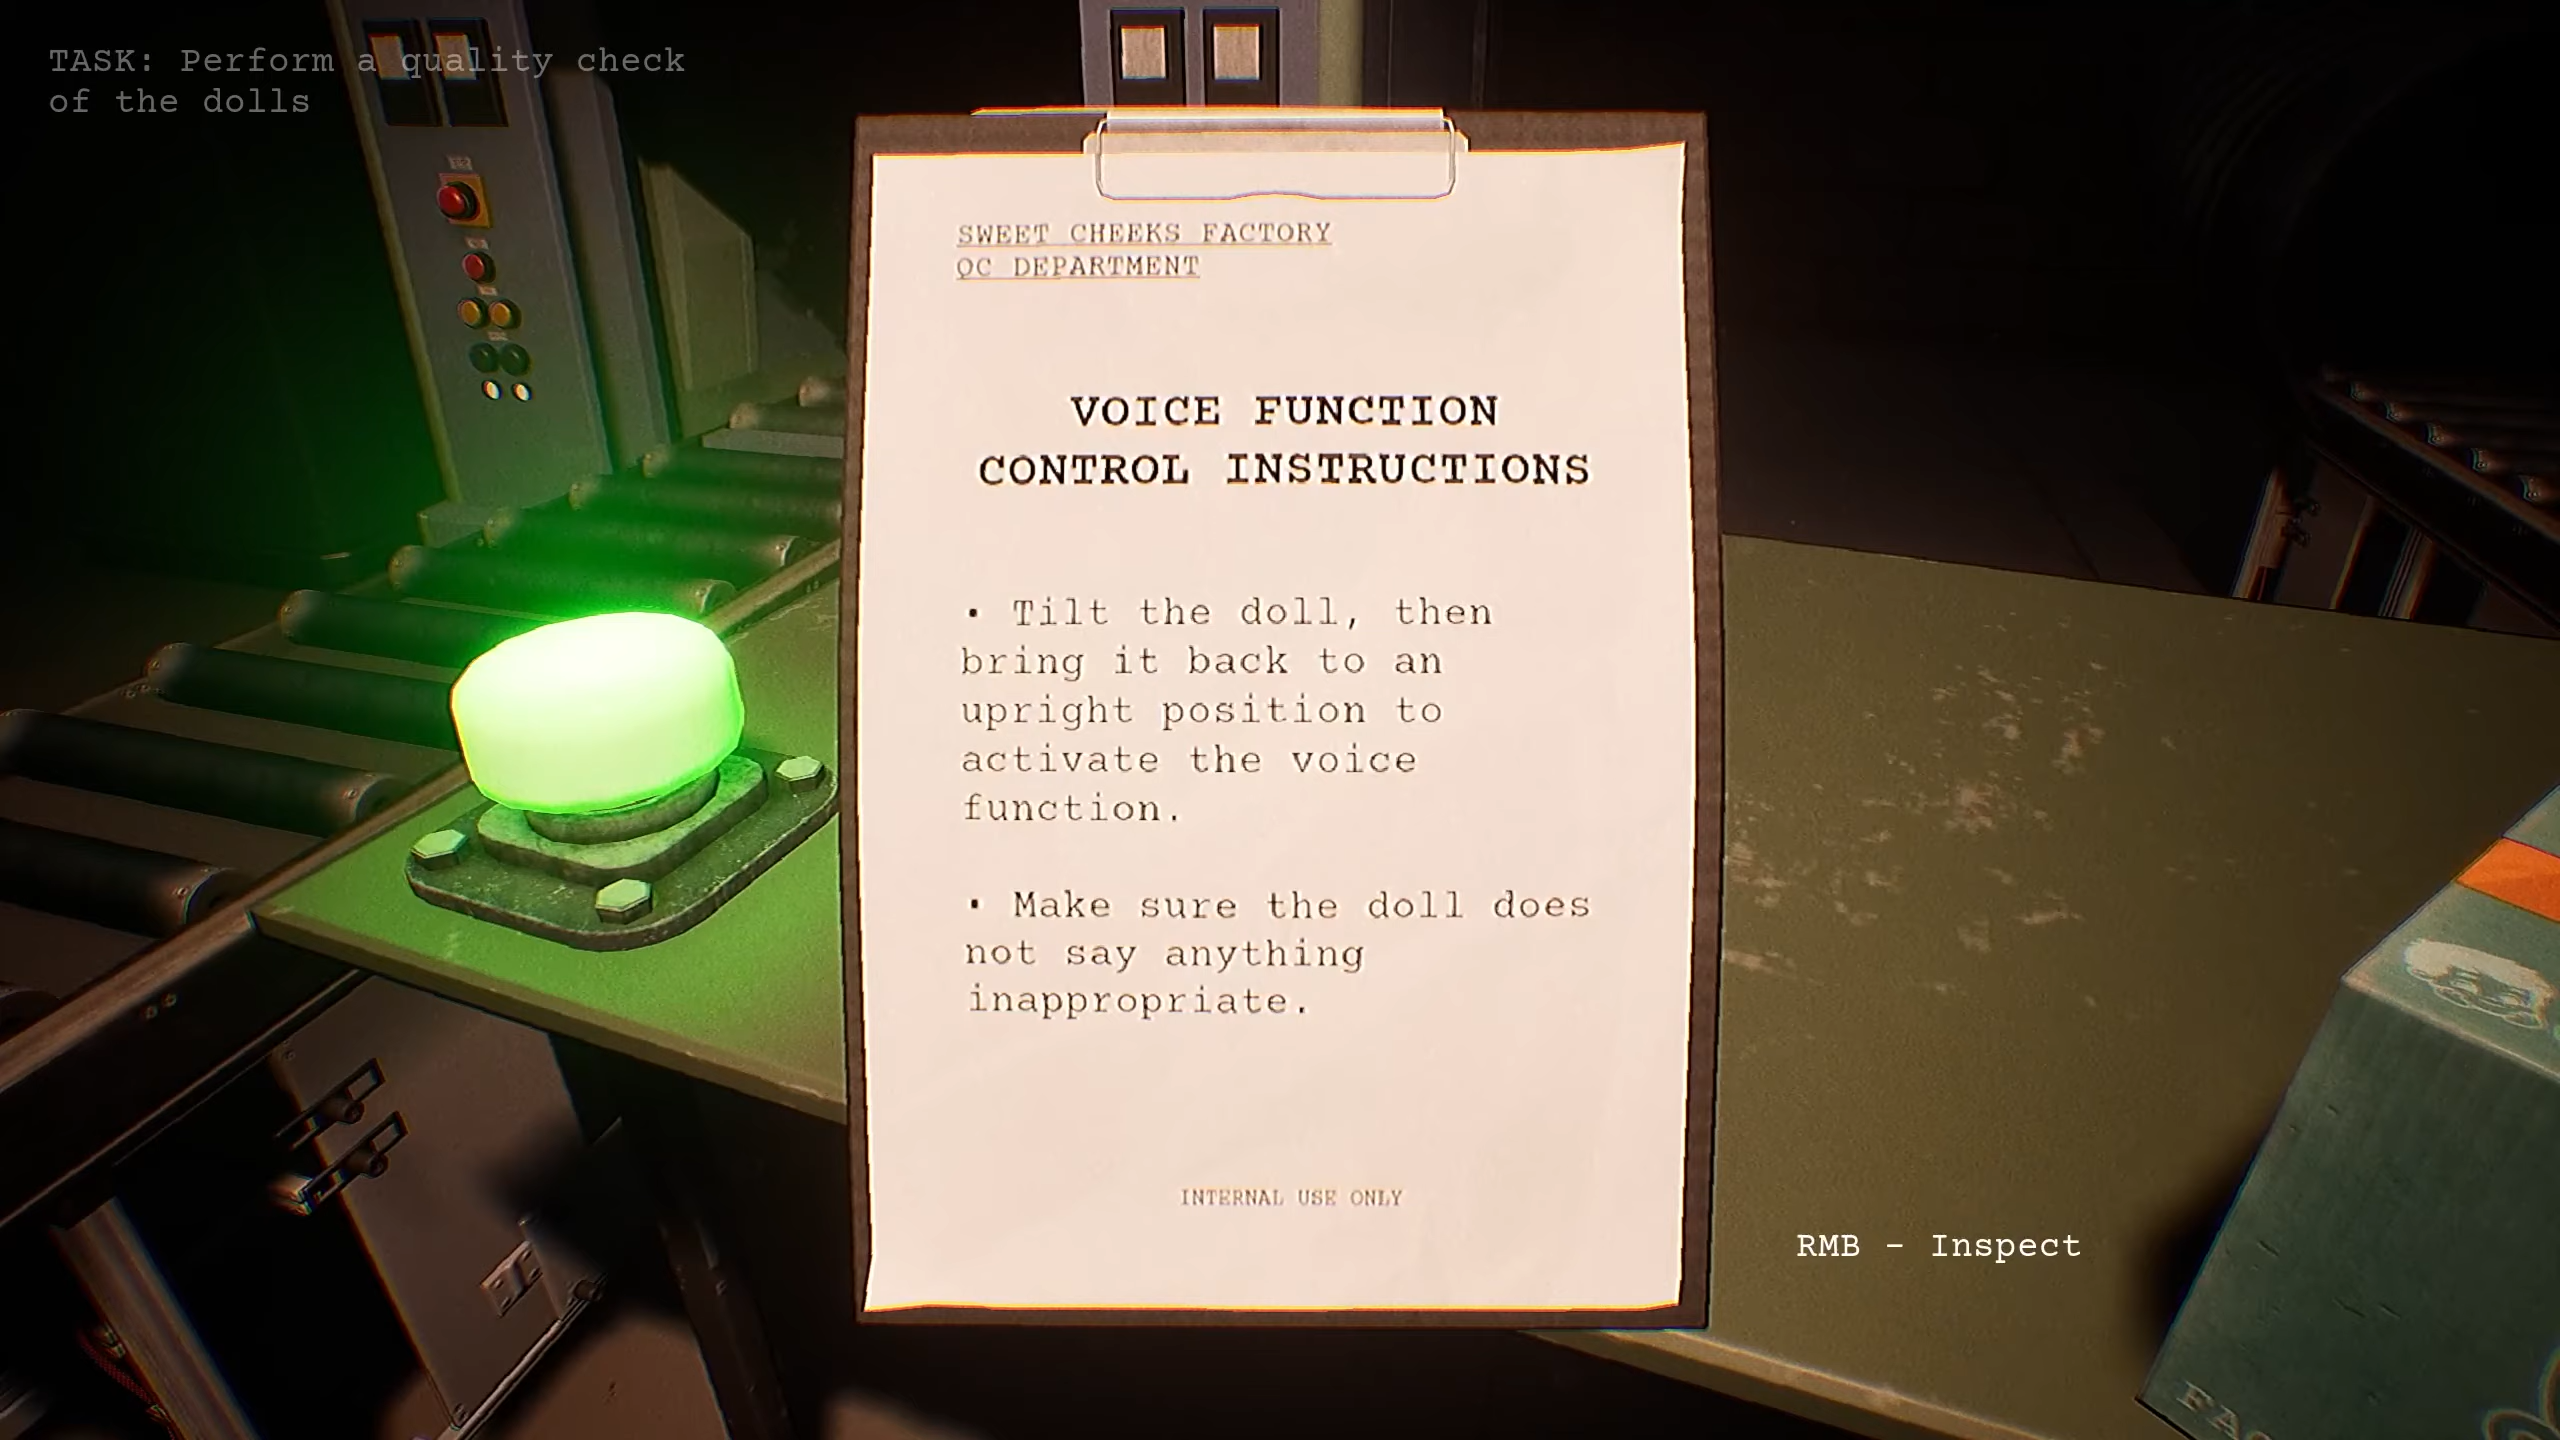 TASK: Perform a quality check
of the dolls
SWEET CHEEKS FACTORY
QC DEPARTMENT
VOICE FUNCTION
CONTROL INSTRUCTIONS
• Tilt the doll, then
bring it back to an
upright position to
activate the voice
function.
• Make sure the doll does
not say anything
inappropriate.
INTERNAL USE ONLY
RMB - Inspect